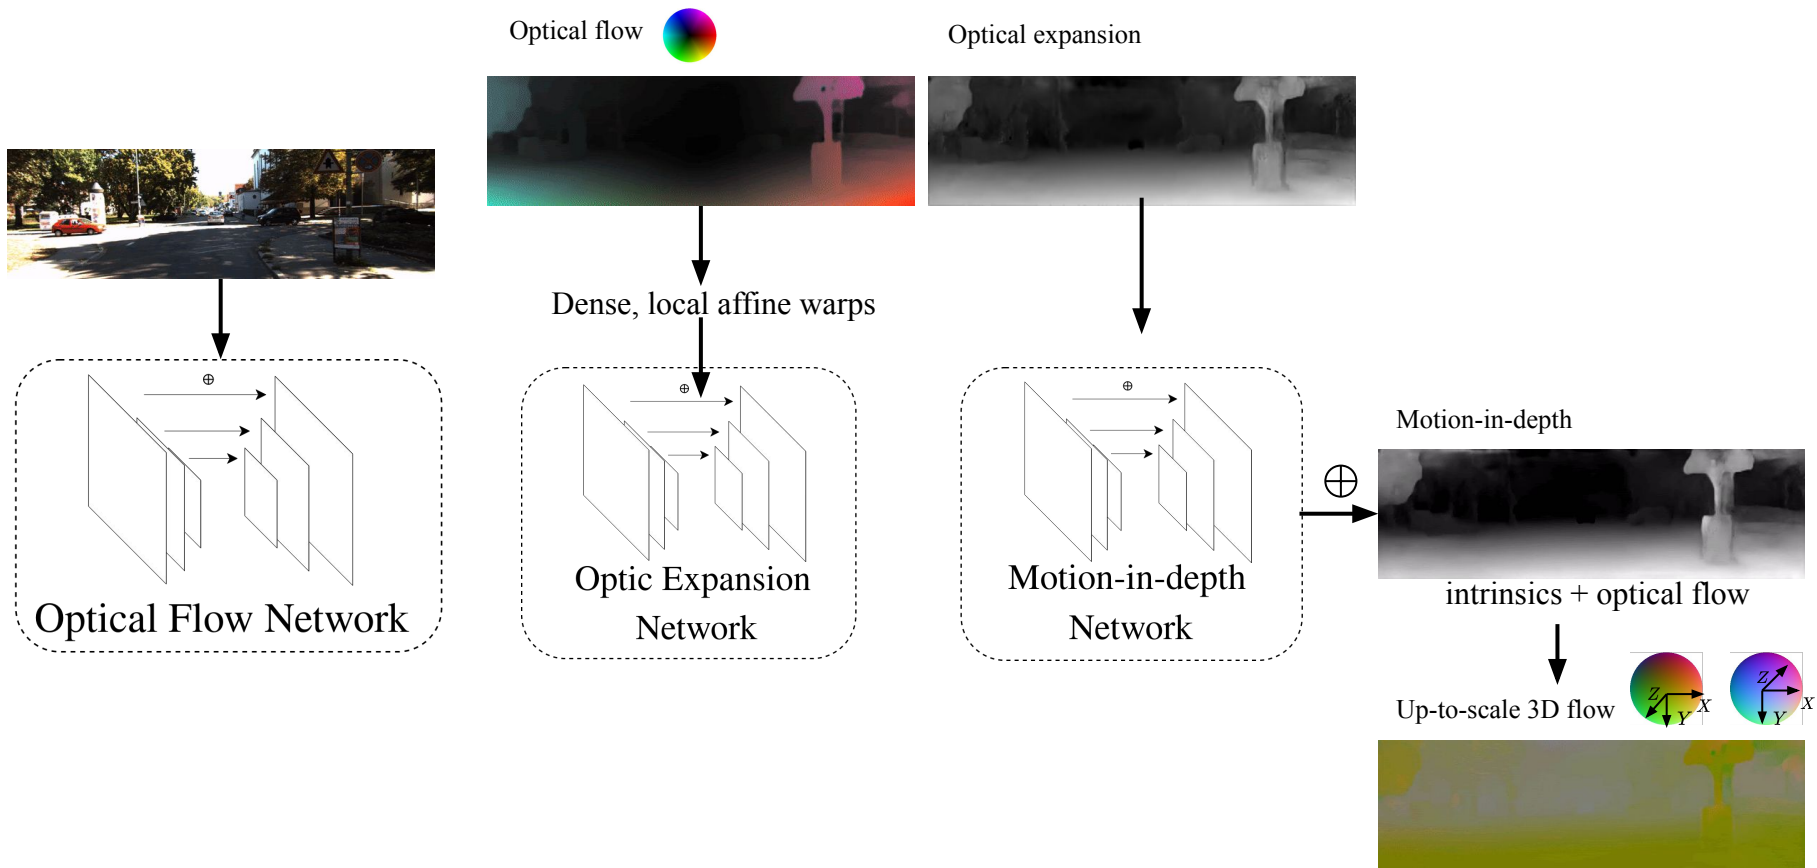 Optical flow
Optical expansion
Dense, local affine warps
Optical Flow Network
Optic Expansion
Network
Motion-in-depth
Network
Motion-in-depth
intrinsics + optical flow
Up-to-scale 3D flow
Z
X
Y
Z
X
Y